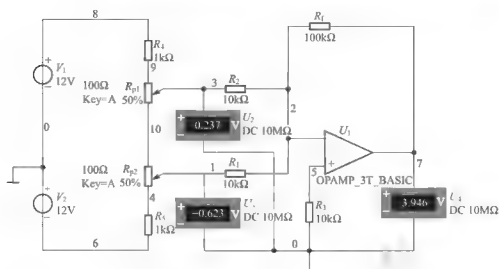 8
R4
1kΩ
9
V1
12V
100Ω
Key=A
Rp1
50%
3
R2
10kΩ
Rf
100kΩ
2
0.237
V
DC 10MΩ
0
10
U1
7
100Ω
Key=A
Rp2
50%
1
R1
10kΩ
5
OPAMP_3T_BASIC
V2
12V
4
R5
1kΩ
-0.623
V
DC 10MΩ
R3
10kΩ
3.946
V
DC 10MΩ
6
0